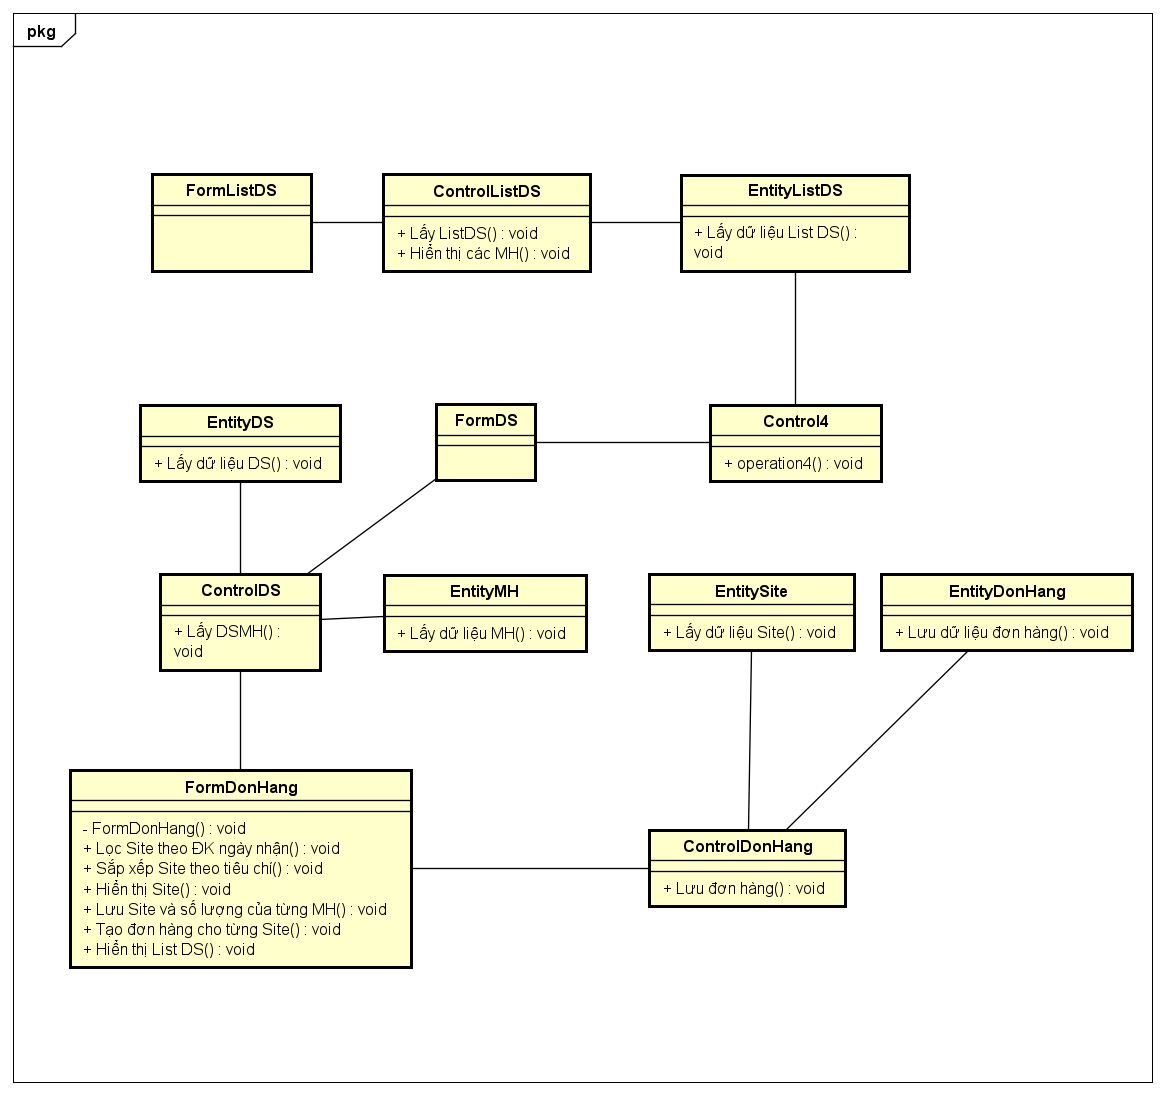 pkg
FormListDS
ControlListDS
+ Lấy ListDS() : void
+ Hiển thị các MH() : void
EntityListDS
+ Lấy dữ liệu List DS() :
void
EntityDS
+ Lấy dữ liệu DS() : void
FormDS
Control4
+ operation4() : void
ControlDS
+ Lấy DSMH() :
void
EntityMH
+ Lấy dữ liệu MH() : void
EntitySite
+ Lấy dữ liệu Site() : void
EntityDonHang
+ Lưu dữ liệu đơn hàng() : void
FormDonHang
- FormDonHang() : void
+ Lọc Site theo ĐK ngày nhận() : void
+ Sắp xếp Site theo tiêu chí() : void
+ Hiển thị Site() : void
+ Lưu Site và số lượng của từng MH() : void
+ Tạo đơn hàng cho từng Site() : void
+ Hiển thị List DS() : void
ControlDonHang
+ Lưu đơn hàng() : void